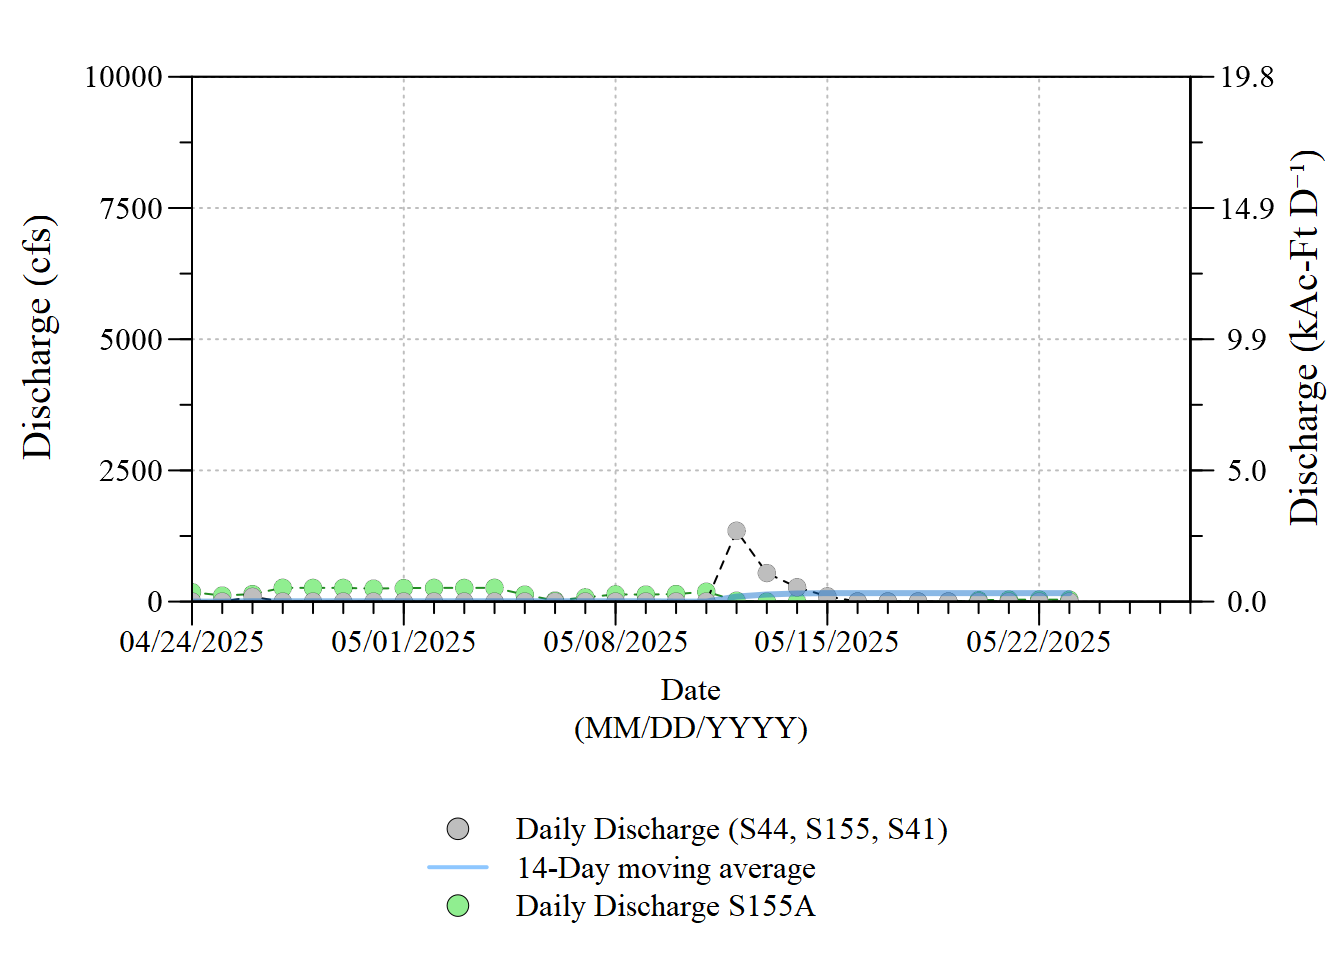 10000
7500
5000
2500
0
Discharge (cfs)
19.8
14.9
9.9
5.0
0.0
Discharge (kAc-Ft D⁻¹)
04/24/2025 05/01/2025 05/08/2025 05/15/2025 05/22/2025
Date
(MM/DD/YYYY)
Daily Discharge (S44, S155, S41)
14-Day moving average
Daily Discharge S155A